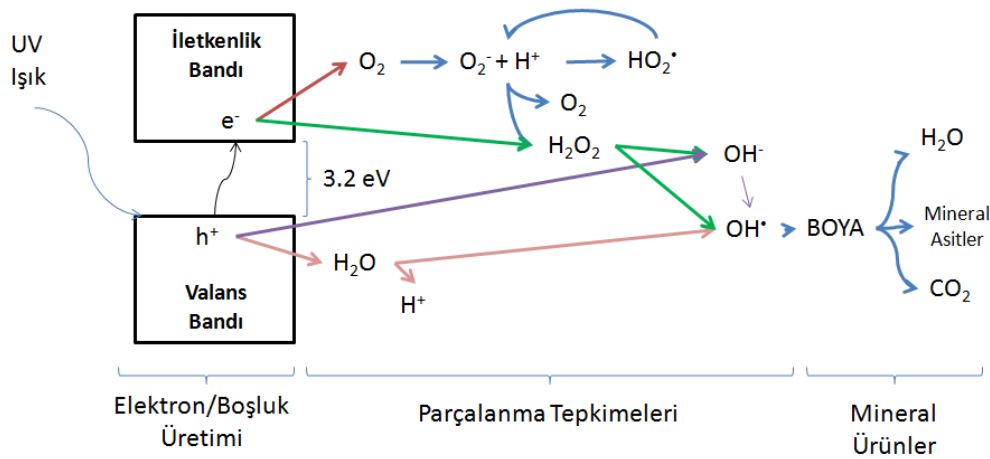 UV
Işık
İletkenlik
Bandı
e⁻
O₂
O₂⁻ + H⁺
HO₂•
O₂
H₂O₂
3.2 eV
OH⁻
H₂O
h⁺
Valans
Bandı
H₂O
H⁺
OH•
BOYA
Mineral
Asitler
CO₂
Elektron/Boşluk
Üretimi
Parçalanma Tepkimeleri
Mineral
Ürünler